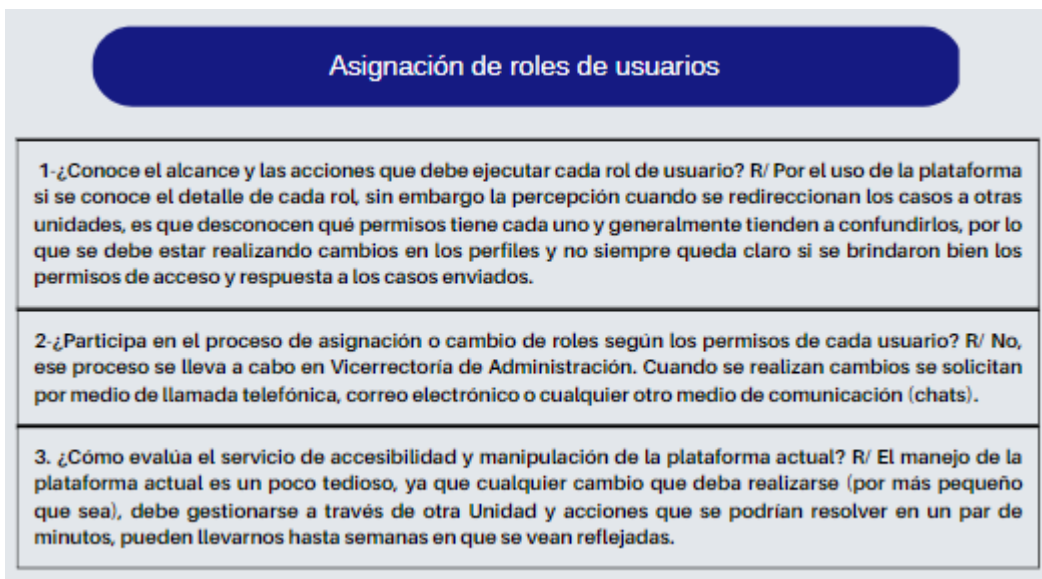 Asignación de roles de usuarios
1-¿Conoce el alcance y las acciones que debe ejecutar cada rol de usuario? R/ Por el uso de la plataforma
si se conoce el detalle de cada rol, sin embargo la percepción cuando se redireccionan los casos a otras
unidades, es que desconocen qué permisos tiene cada uno y generalmente tienden a confundirlos, por lo
que se debe estar realizando cambios en los perfiles y no siempre queda claro si se brindaron bien los
permisos de acceso y respuesta a los casos enviados.
2-¿Participa en el proceso de asignación o cambio de roles según los permisos de cada usuario? R/ No,
ese proceso se lleva a cabo en Vicerrectoría de Administración. Cuando se realizan cambios se solicitan
por medio de llamada telefónica, correo electrónico o cualquier otro medio de comunicación (chats).
3. ¿Cómo evalúa el servicio de accesibilidad y manipulación de la plataforma actual? R/ El manejo de la
plataforma actual es un poco tedioso, ya que cualquier cambio que deba realizarse (por más pequeño
que sea), debe gestionarse a través de otra Unidad y acciones que se podrían resolver en un par de
minutos, pueden llevarnos hasta semanas en que se vean reflejadas.